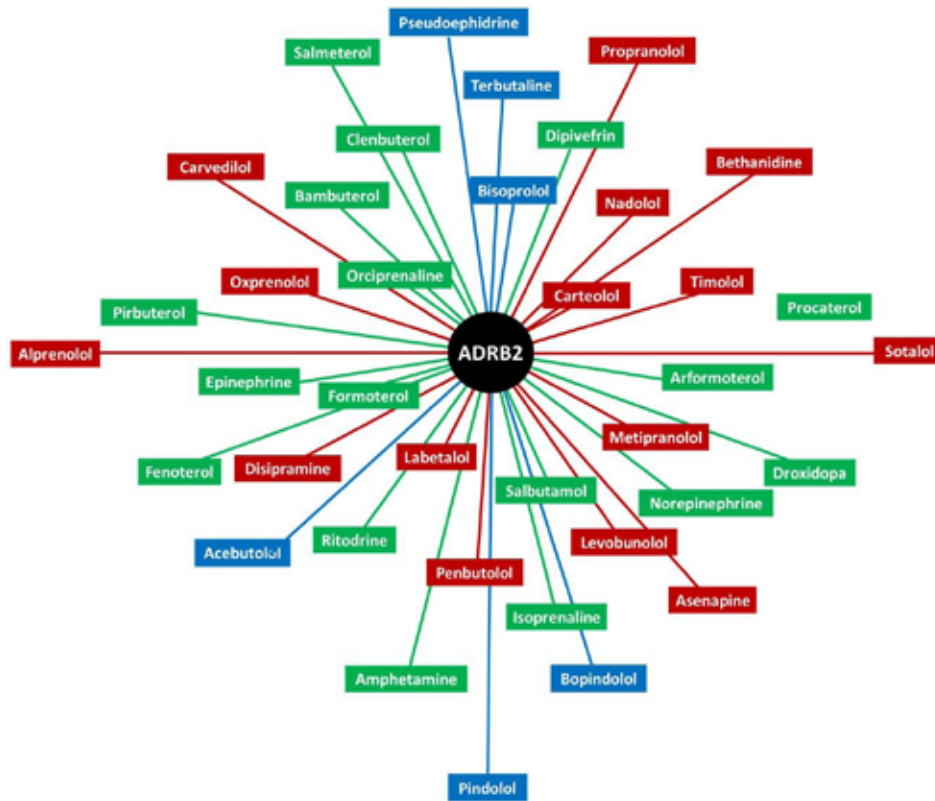 Pseudoephidrine
Salmeterol
Propranolol
Terbutaline
Clenbuterol
Dipivefrin
Carvedilol
Bethanidine
Bambuterol
Bisoprolol
Nadolol
Orciprenaline
Oxprenolol
Carteolol
Timolol
Pirbuterol
Procaterol
Alprenolol
ADRB2
Sotalol
Epinephrine
Formoterol
Arformoterol
Fenoterol
Disipramine
Labetalol
Metipranolol
Droxidopa
Salbutamol
Norepinephrine
Acebutolol
Ritodrine
Levobunolol
Penbutolol
Asenapine
Isoprenaline
Amphetamine
Bopindolol
Pindolol